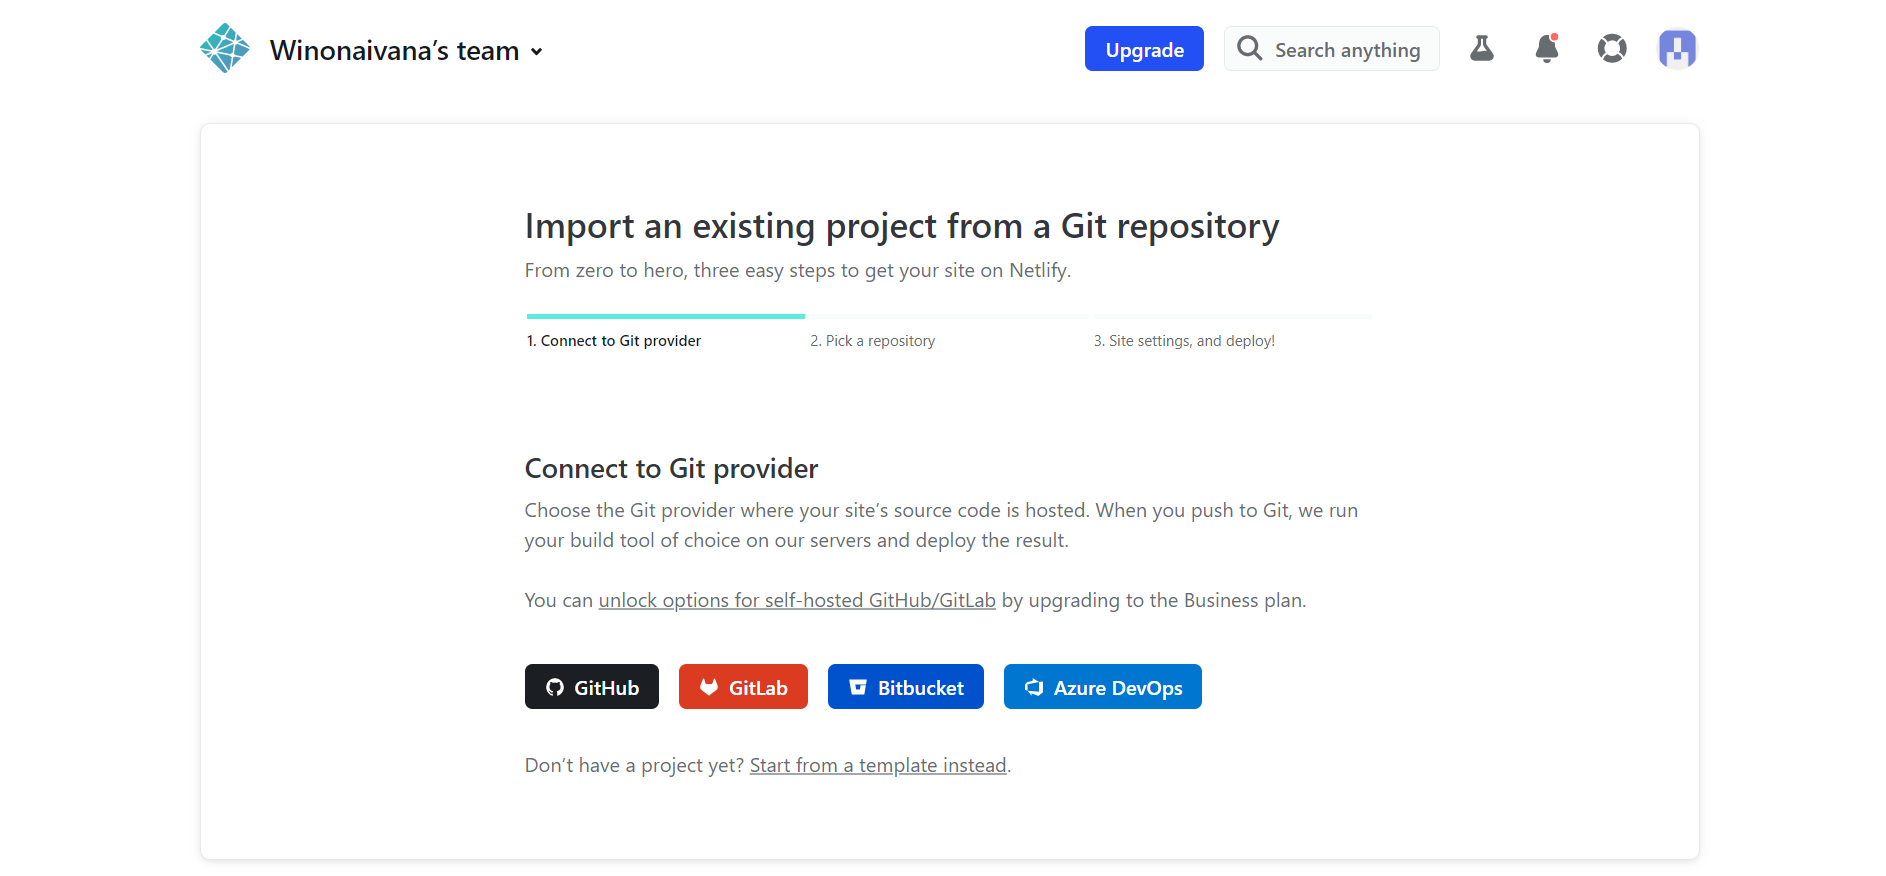 Winonaivana’s team
Upgrade
Search anything
Import an existing project from a Git repository
From zero to hero, three easy steps to get your site on Netlify.
1. Connect to Git provider
2. Pick a repository
3. Site settings, and deploy!
Connect to Git provider
Choose the Git provider where your site’s source code is hosted. When you push to Git, we run
your build tool of choice on our servers and deploy the result.
You can unlock options for self-hosted GitHub/GitLab by upgrading to the Business plan.
GitHub
GitLab
Bitbucket
Azure DevOps
Don’t have a project yet? Start from a template instead.